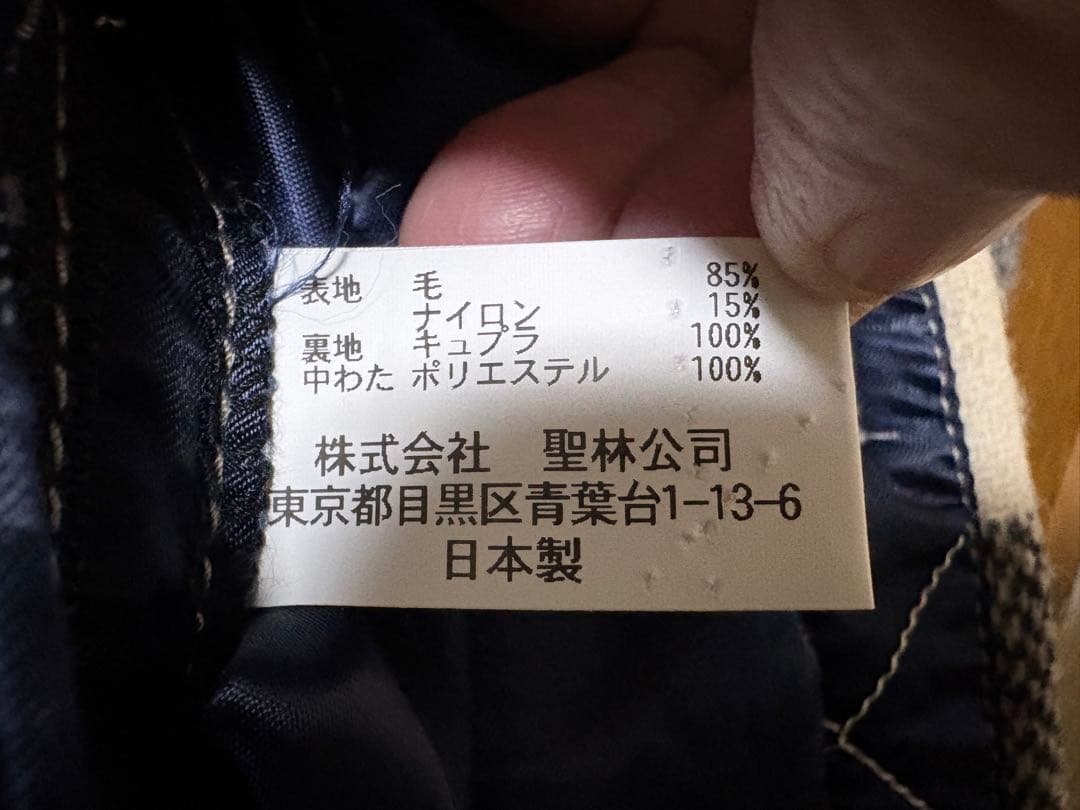 表地 毛 85%
ナイロン 15%
裏地 キュプラ 100%
中わた ポリエステル 100%
株式会社 聖林公司
東京都目黒区青葉台1-13-6
日本製